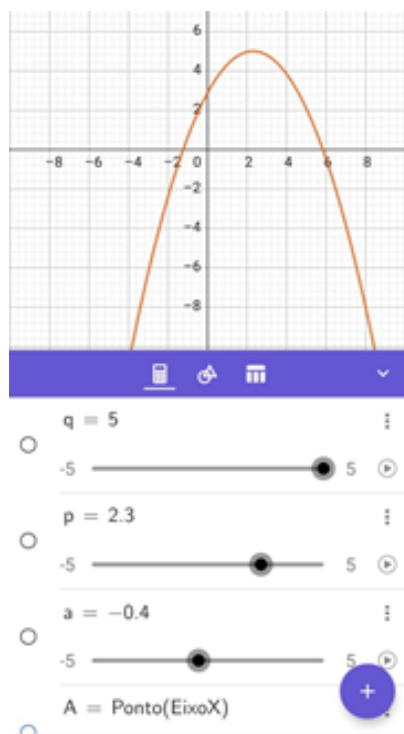 6
4
2
-8 -6 -4 -2 0 2 4 6 8
-2
-4
-6
-8
q = 5
-5 5
p = 2.3
-5 5
a = −0.4
-5 5
+
A = Ponto(EixoX)